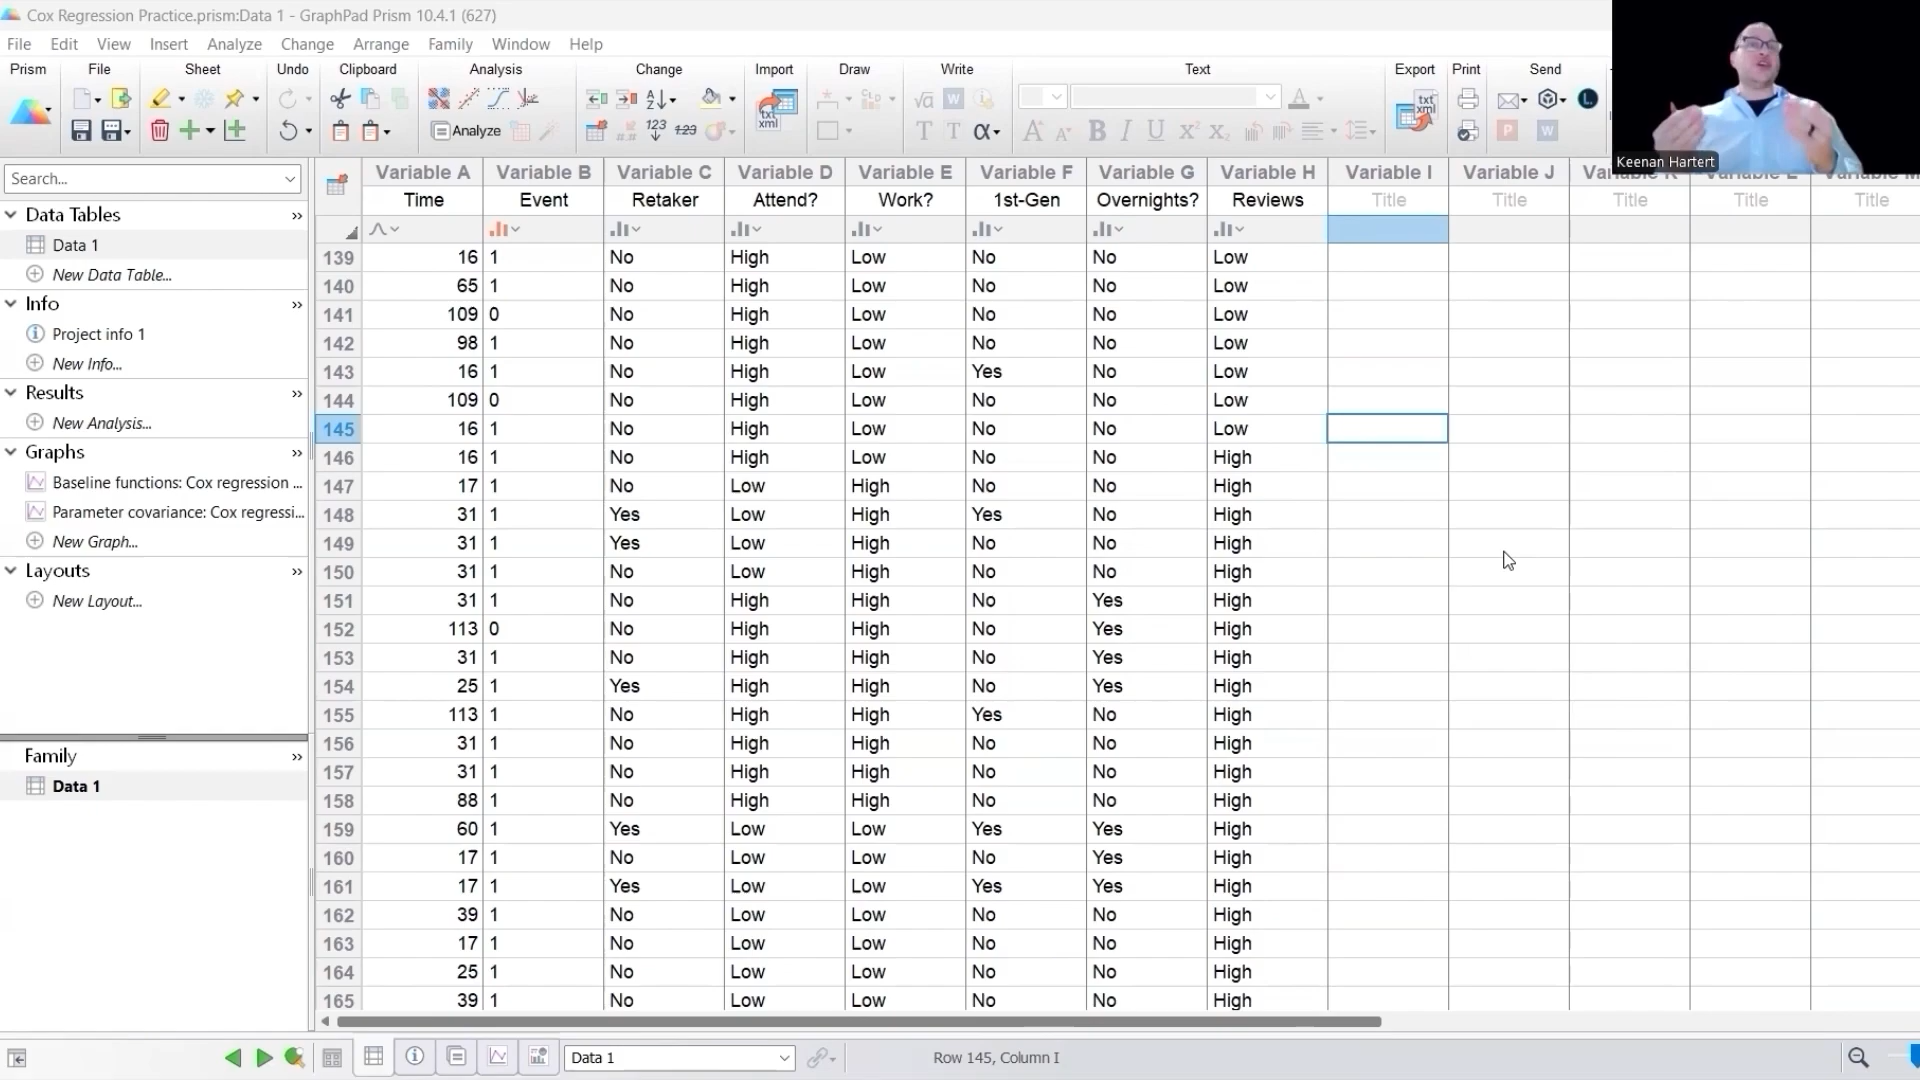 Cox Regression Practice.prism:Data 1 - GraphPad Prism 10.4.1 (627)
File Edit View Insert Analyze Change Arrange Family Window Help
Prism File Sheet Undo Clipboard Analysis Change Import Draw Write Text Export Print Send
Analyze
Keenan Hartert
Search...
Data Tables
Data 1
New Data Table...
Info
Project info 1
New Info...
Results
New Analysis...
Graphs
Baseline functions: Cox regression ...
Parameter covariance: Cox regressi...
New Graph...
Layouts
New Layout...
Family
Data 1
Variable A Variable B Variable C Variable D Variable E Variable F Variable G Variable H Variable I Variable J
Time Event Retaker Attend? Work? 1st-Gen Overnights? Reviews Title Title Title Title Title
139 16 1 No High Low No No Low
140 65 1 No High Low No No Low
141 109 0 No High Low No No Low
142 98 1 No High Low No No Low
143 16 1 No High Low Yes No Low
144 109 0 No High Low No No Low
145 16 1 No High Low No No Low
146 16 1 No High Low No No High
147 17 1 No Low High No No High
148 31 1 Yes Low High Yes No High
149 31 1 Yes Low High No No High
150 31 1 No Low High No No High
151 31 1 No High High No Yes High
152 113 0 No High High No Yes High
153 31 1 No High High No Yes High
154 25 1 Yes High High No Yes High
155 113 1 No High High Yes No High
156 31 1 No High High No No High
157 31 1 No High High No No High
158 88 1 No High High No No High
159 60 1 Yes Low Low Yes Yes High
160 17 1 No Low Low No Yes High
161 17 1 Yes Low Low Yes Yes High
162 39 1 No Low Low No No High
163 17 1 No Low Low No No High
164 25 1 No Low Low No No High
165 39 1 No Low Low No No High
Data 1
Row 145, Column I